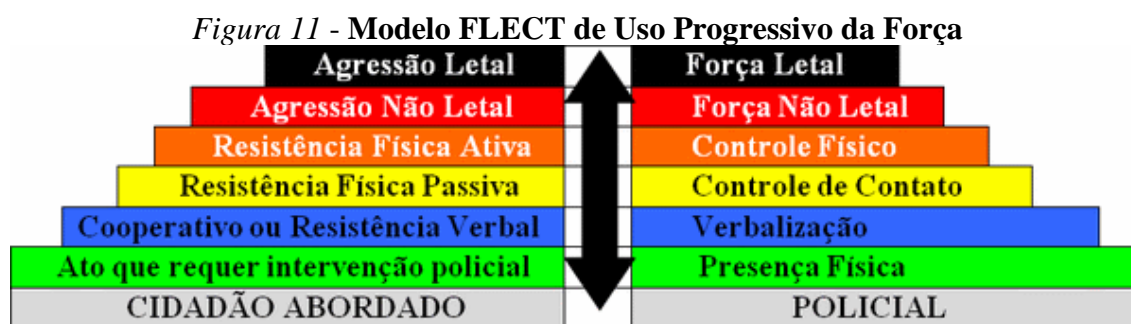 Figura 11 - Modelo FLECT de Uso Progressivo da Força
Agressão Letal Força Letal
Agressão Não Letal Força Não Letal
Resistência Física Ativa Controle Físico
Resistência Física Passiva Controle de Contato
Cooperativo ou Resistência Verbal Verbalização
Ato que requer intervenção policial Presença Física
CIDADÃO ABORDADO POLICIAL